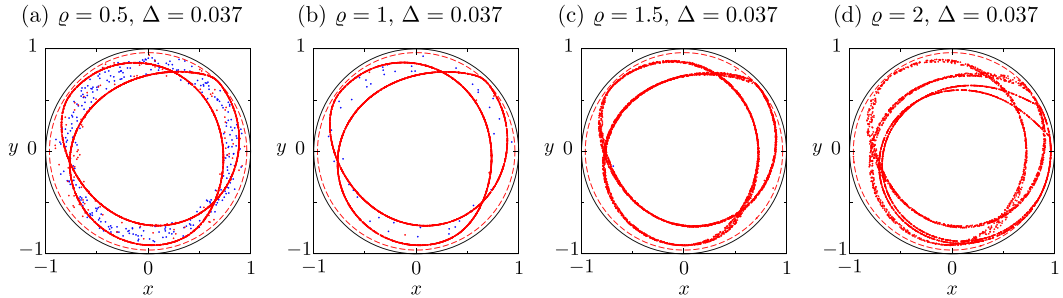 (a) ϱ = 0.5, Δ = 0.037
(b) ϱ = 1, Δ = 0.037
(c) ϱ = 1.5, Δ = 0.037
(d) ϱ = 2, Δ = 0.037
1
y 0
−1
−1 0 1
x
1
y 0
−1
−1 0 1
x
1
y 0
−1
−1 0 1
x
1
y 0
−1
−1 0 1
x